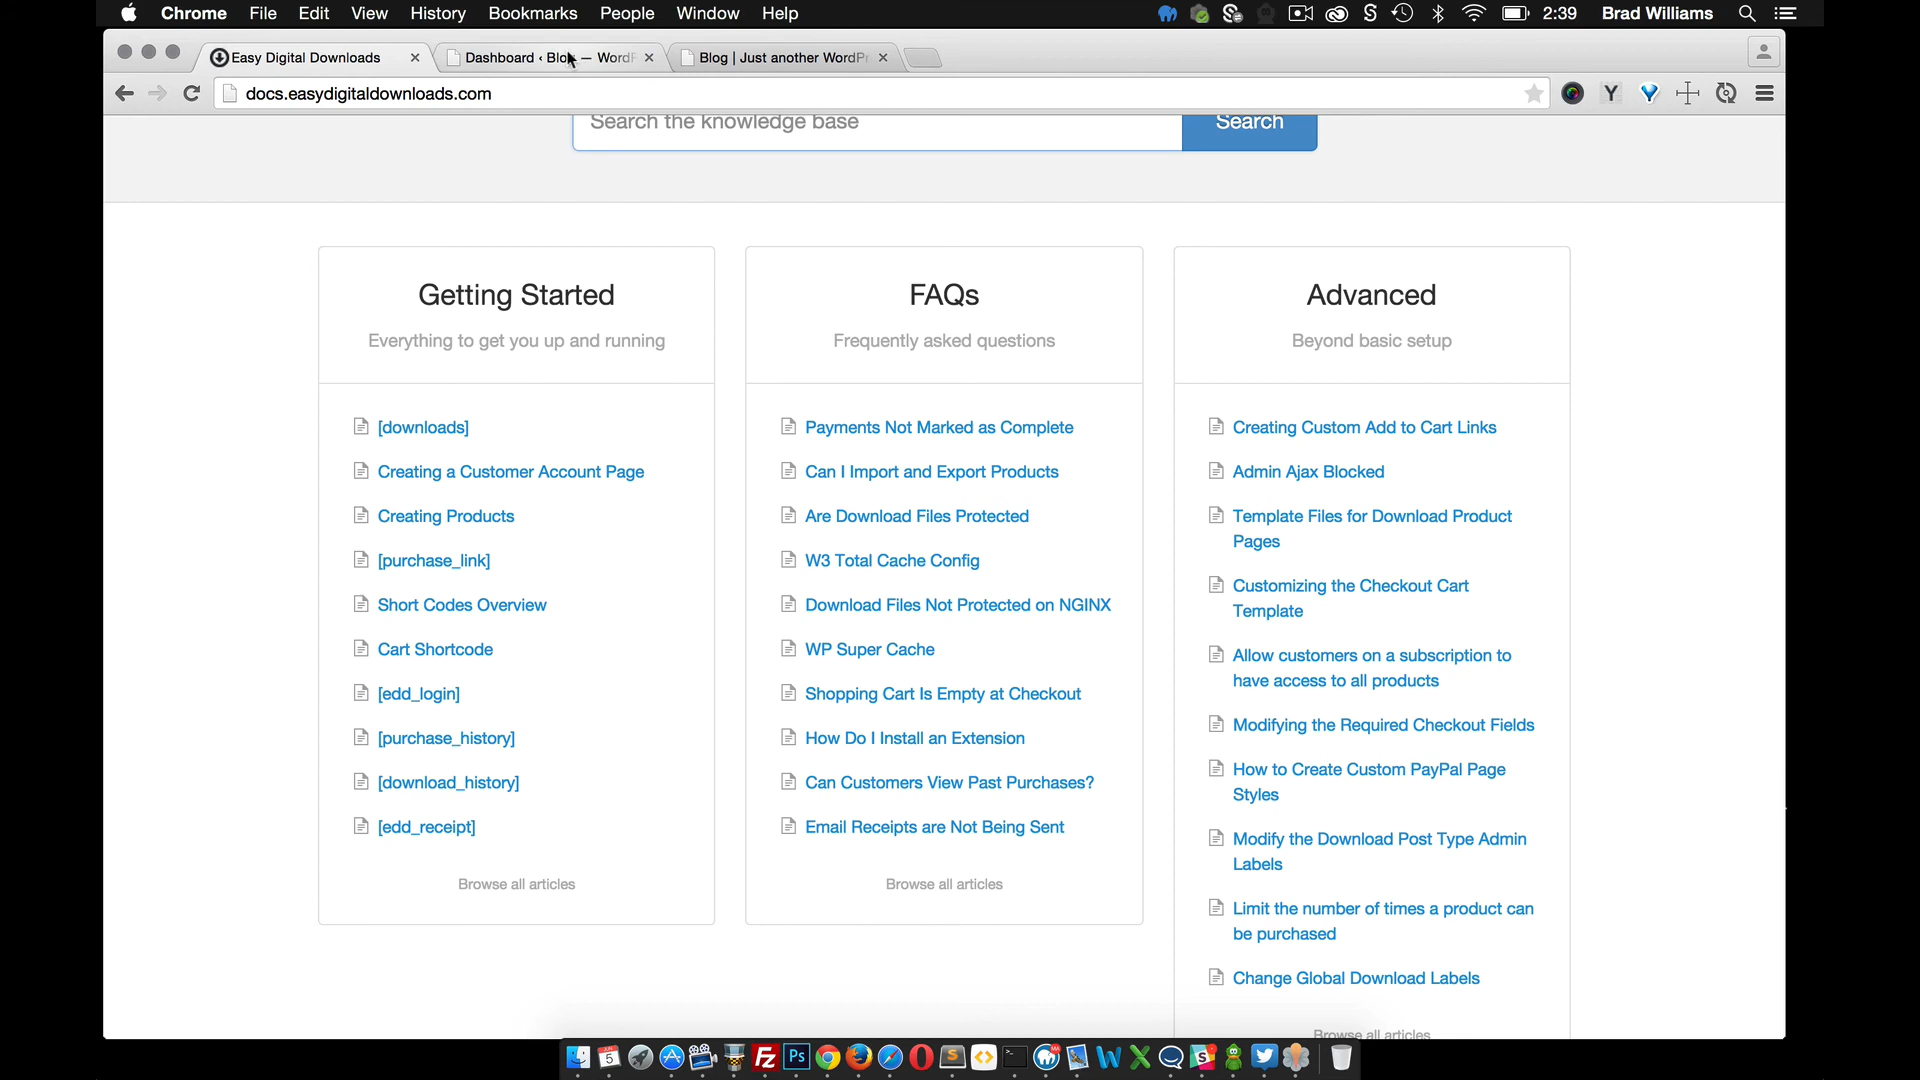 Chrome File Edit View History Bookmarks People Window Help 2:39 Brad Williams
Easy Digital Downloads
Dashboard ‹ — WordP
Blog | Just another WordPr
docs.easydigitaldownloads.com
Search the knowledge base
Search
Getting Started
Everything to get you up and running
[downloads]
Creating a Customer Account Page
Creating Products
[purchase_link]
Short Codes Overview
Cart Shortcode
[edd_login]
[purchase_history]
[download_history]
[edd_receipt]
Browse all articles
FAQs
Frequently asked questions
Payments Not Marked as Complete
Can I Import and Export Products
Are Download Files Protected
W3 Total Cache Config
Download Files Not Protected on NGINX
WP Super Cache
Shopping Cart Is Empty at Checkout
How Do I Install an Extension
Can Customers View Past Purchases?
Email Receipts are Not Being Sent
Browse all articles
Advanced
Beyond basic setup
Creating Custom Add to Cart Links
Admin Ajax Blocked
Template Files for Download Product
Pages
Customizing the Checkout Cart
Template
Allow customers on a subscription to
have access to all products
Modifying the Required Checkout Fields
How to Create Custom PayPal Page
Styles
Modify the Download Post Type Admin
Labels
Limit the number of times a product can
be purchased
Change Global Download Labels
Browse all articles